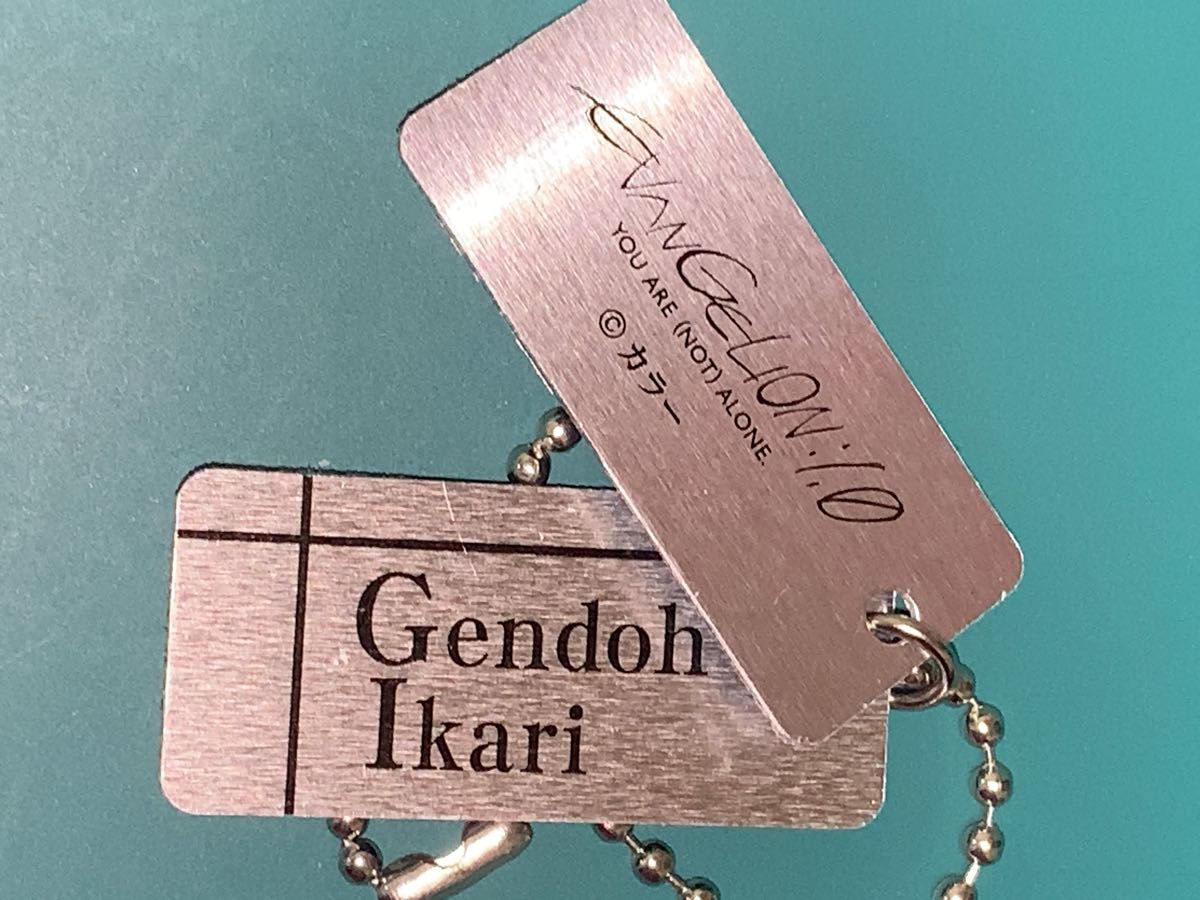 EVANGELION:1.0
YOU ARE (NOT) ALONE.
© カラー
Gendoh
Ikari